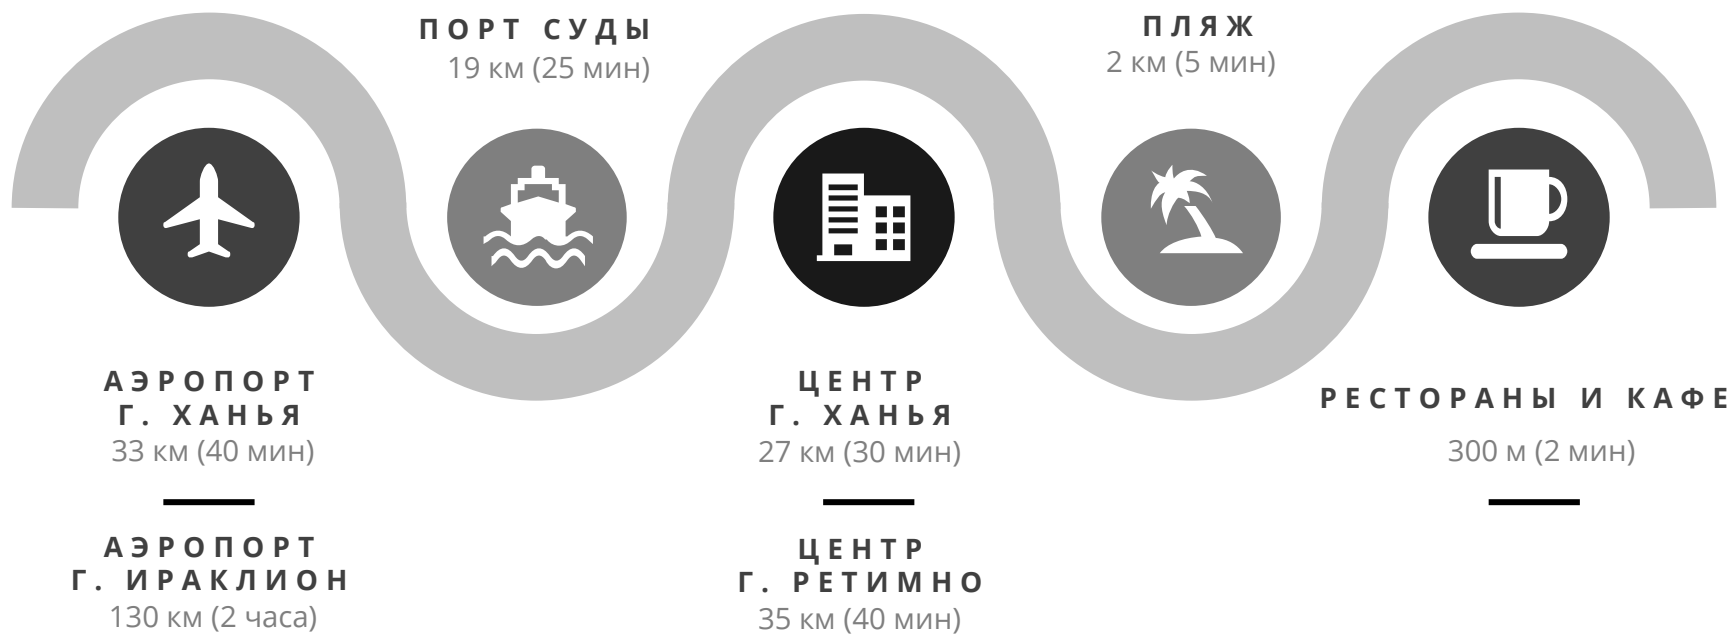 ПОРТ СУДЫ
19 км (25 мин)
ПЛЯЖ
2 км (5 мин)
АЭРОПОРТ
Г. ХАНЬЯ
33 км (40 мин)
АЭРОПОРТ
Г. ИРАКЛИОН
130 км (2 часа)
ЦЕНТР
Г. ХАНЬЯ
27 км (30 мин)
ЦЕНТР
Г. РЕТИМНО
35 км (40 мин)
РЕСТОРАНЫ И КАФЕ
300 м (2 мин)